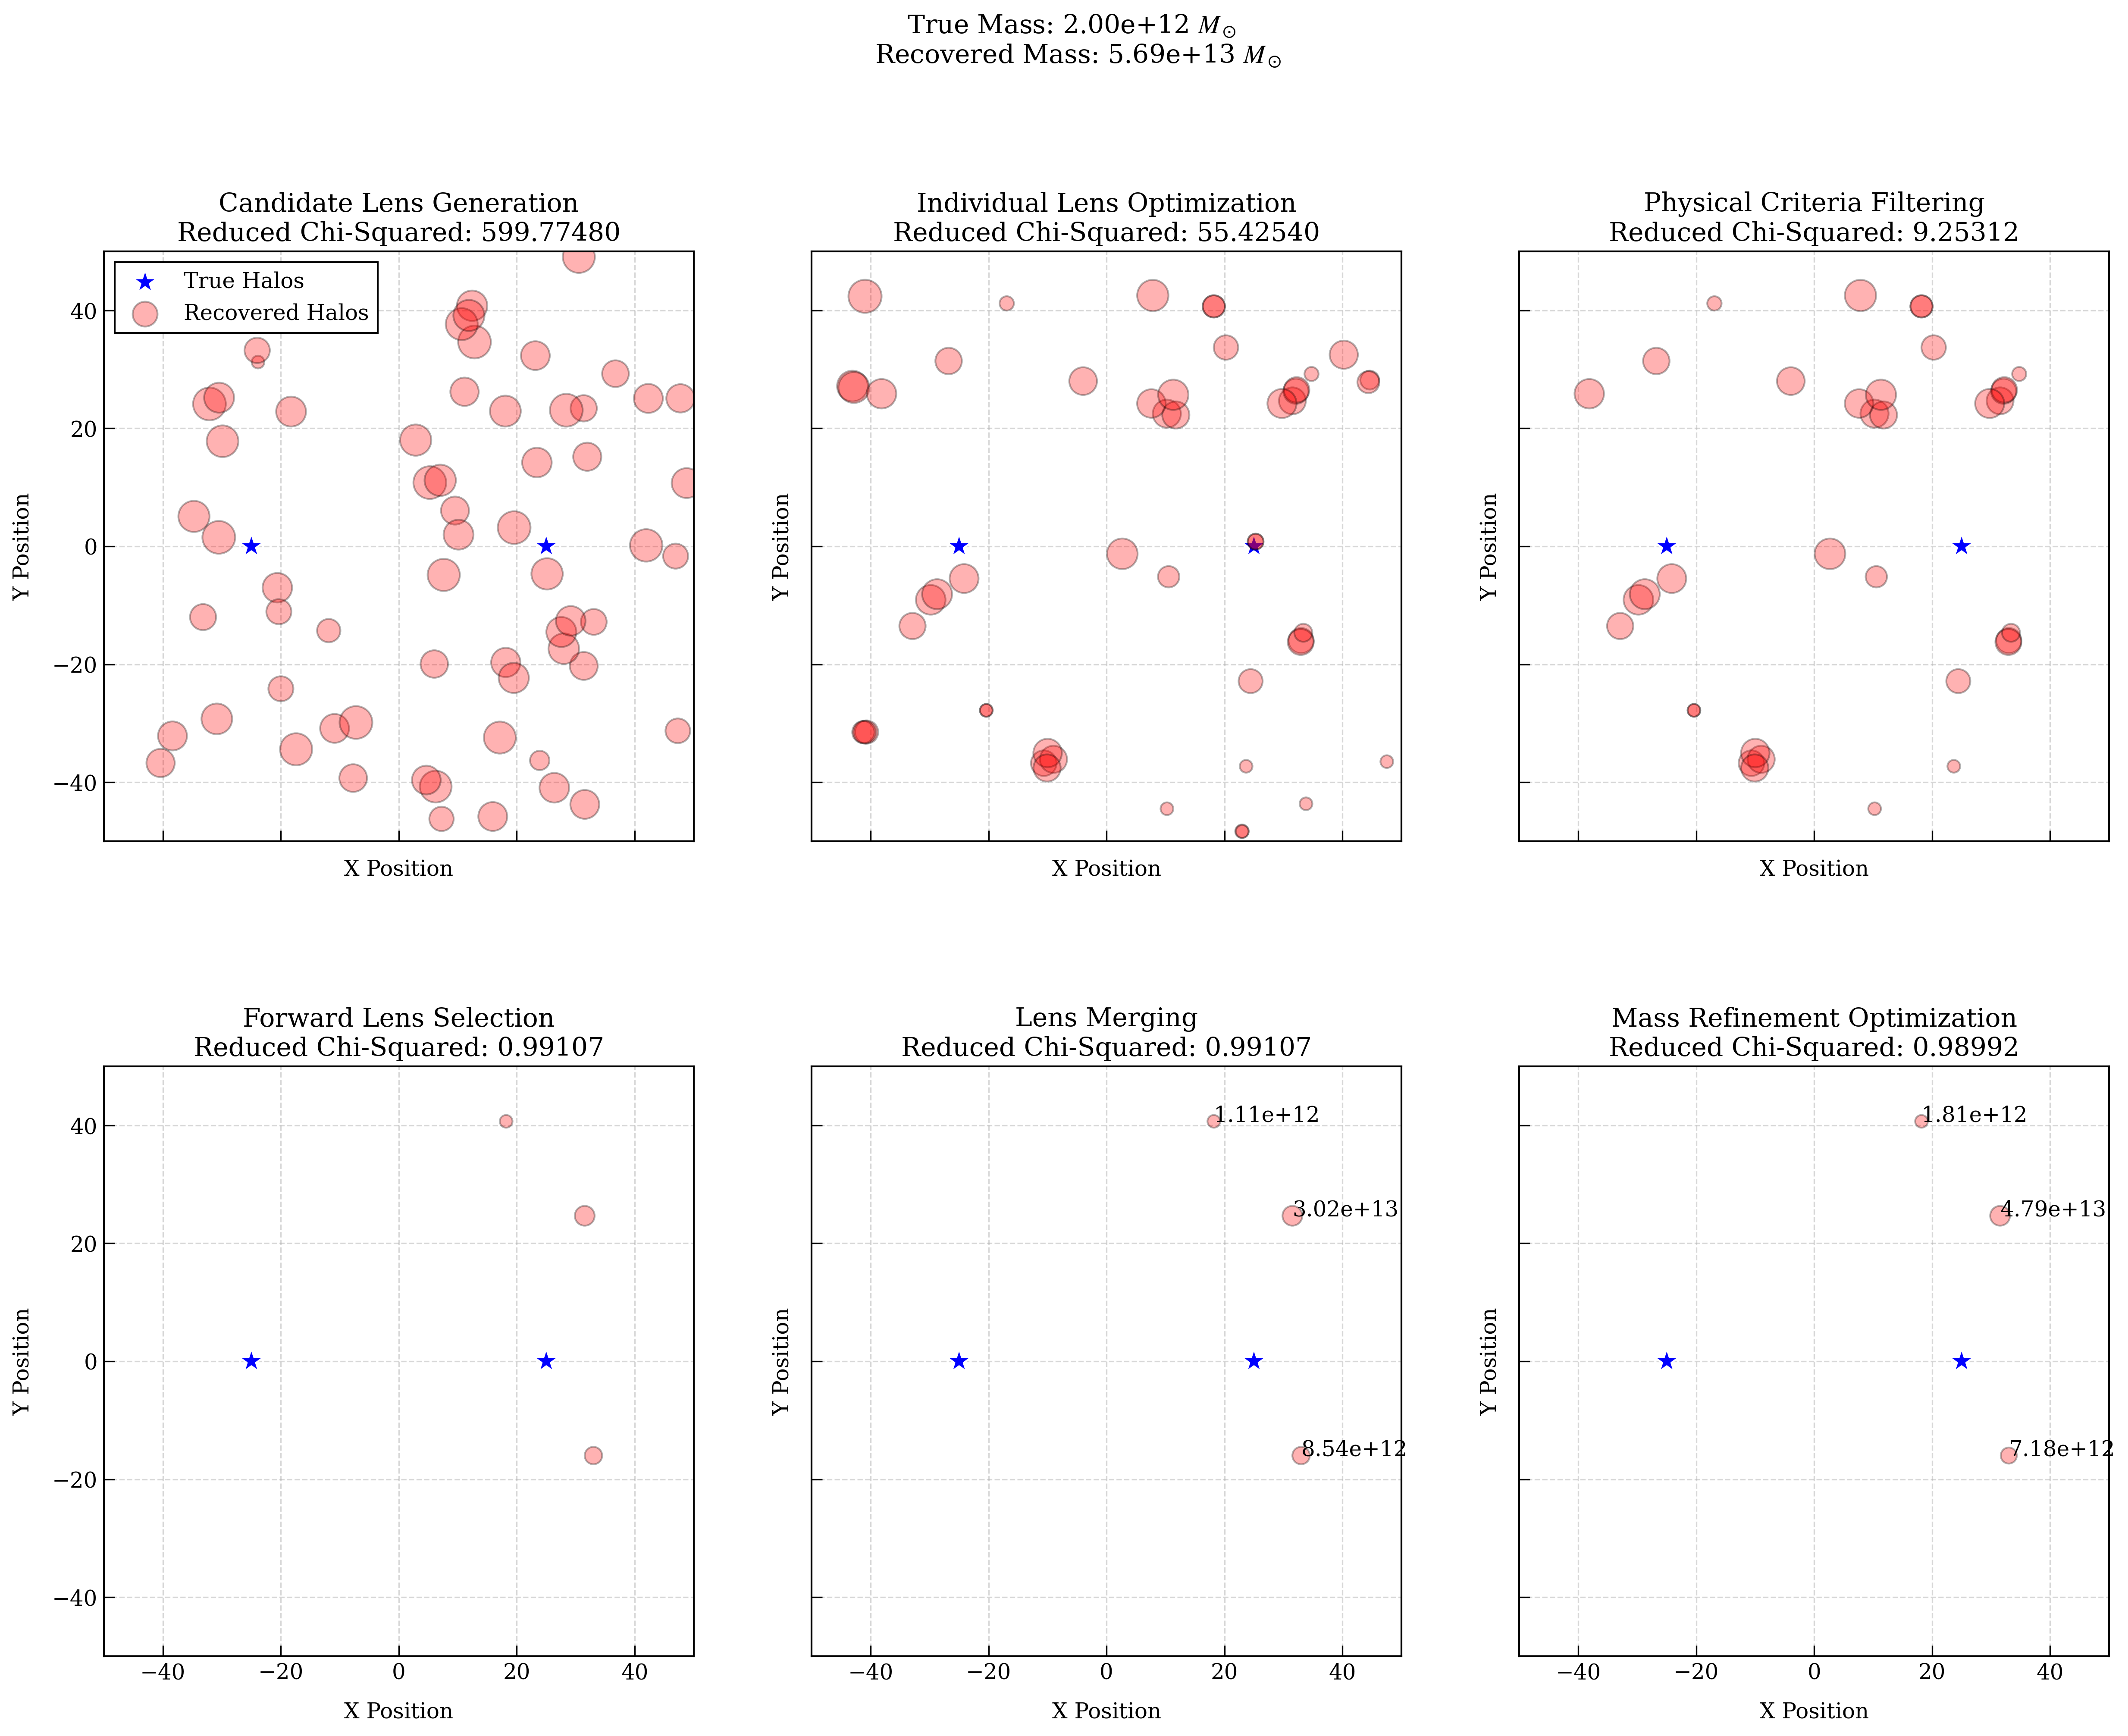 True Mass: 2.00e+12 M⊙
Recovered Mass: 5.69e+13 M⊙
Candidate Lens Generation
Reduced Chi-Squared: 599.77480
True Halos
Recovered Halos
40
20
0
−20
−40
Y Position
X Position
Individual Lens Optimization
Reduced Chi-Squared: 55.42540
Y Position
X Position
Physical Criteria Filtering
Reduced Chi-Squared: 9.25312
Y Position
X Position
Forward Lens Selection
Reduced Chi-Squared: 0.99107
40
20
0
−20
−40
Y Position
−40 −20 0 20 40
X Position
Lens Merging
Reduced Chi-Squared: 0.99107
1.11e+12
3.02e+13
8.54e+12
Y Position
−40 −20 0 20 40
X Position
Mass Refinement Optimization
Reduced Chi-Squared: 0.98992
1.81e+12
4.79e+13
7.18e+12
Y Position
−40 −20 0 20 40
X Position